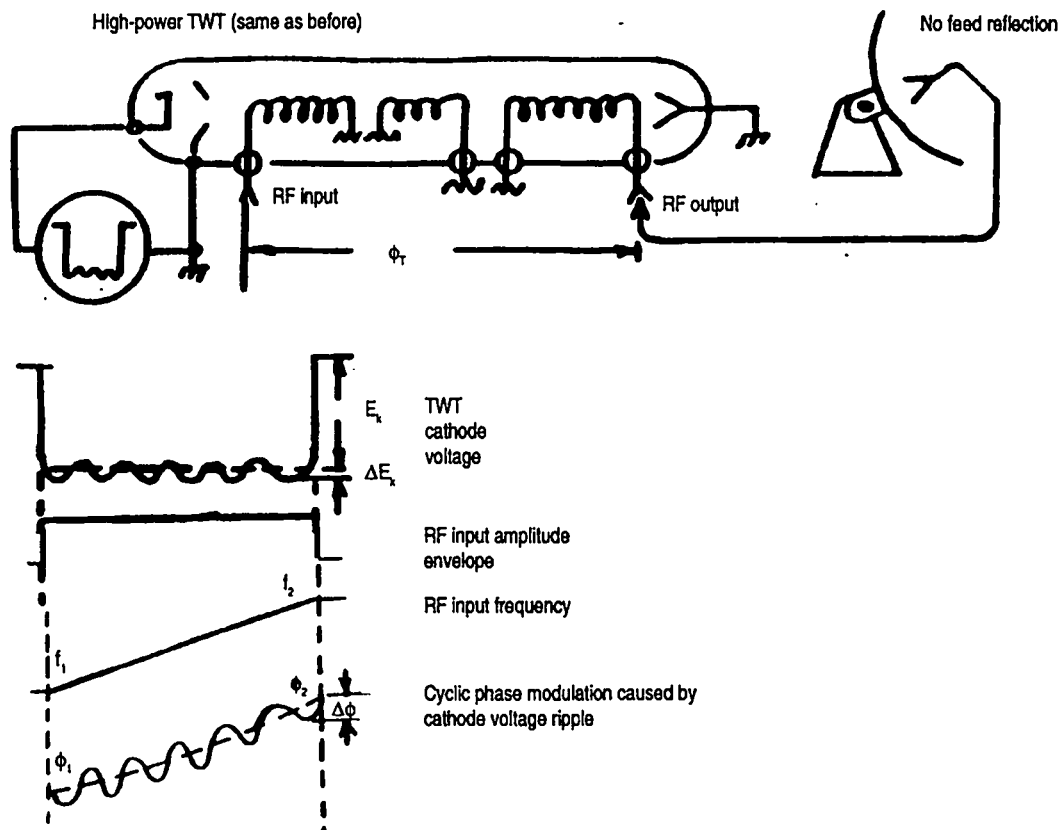 High-power TWT (same as before)
No feed reflection
RF input
RF output
ϕT
Ek
TWT
cathode
voltage
ΔEk
RF input amplitude
envelope
f2
RF input frequency
f1
ϕ2
Cyclic phase modulation caused by
cathode voltage ripple
Δϕ
ϕ1